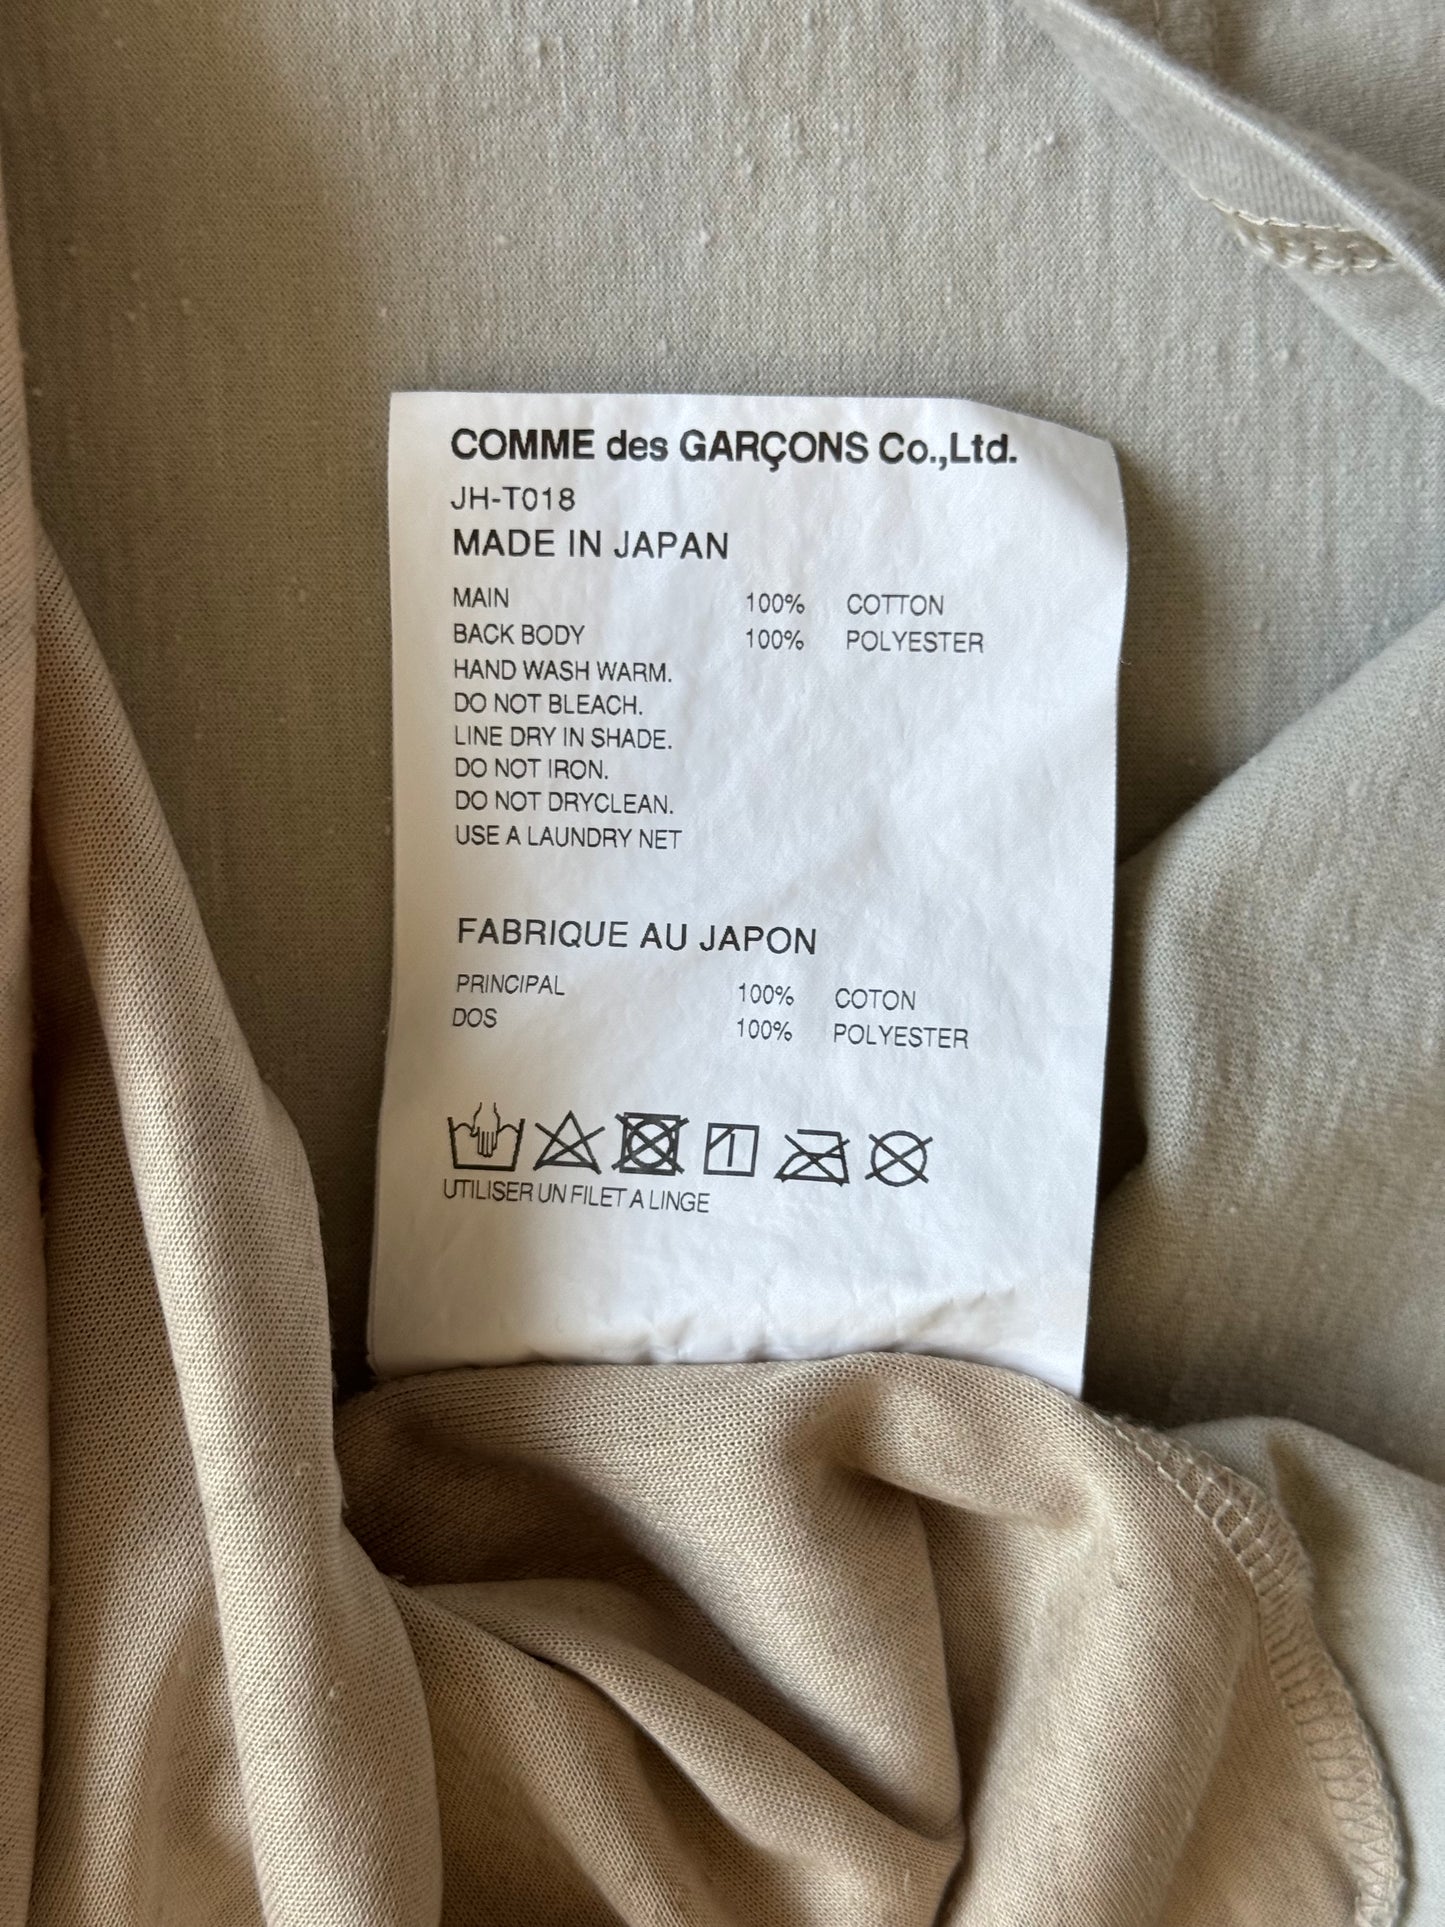 COMME des GARÇONS Co.,Ltd.
JH-T018
MADE IN JAPAN
MAIN 100% COTTON
BACK BODY 100% POLYESTER
HAND WASH WARM.
DO NOT BLEACH.
LINE DRY IN SHADE.
DO NOT IRON.
DO NOT DRYCLEAN.
USE A LAUNDRY NET
FABRIQUE AU JAPON
PRINCIPAL 100% COTON
DOS 100% POLYESTER
UTILISER UN FILET A LINGE